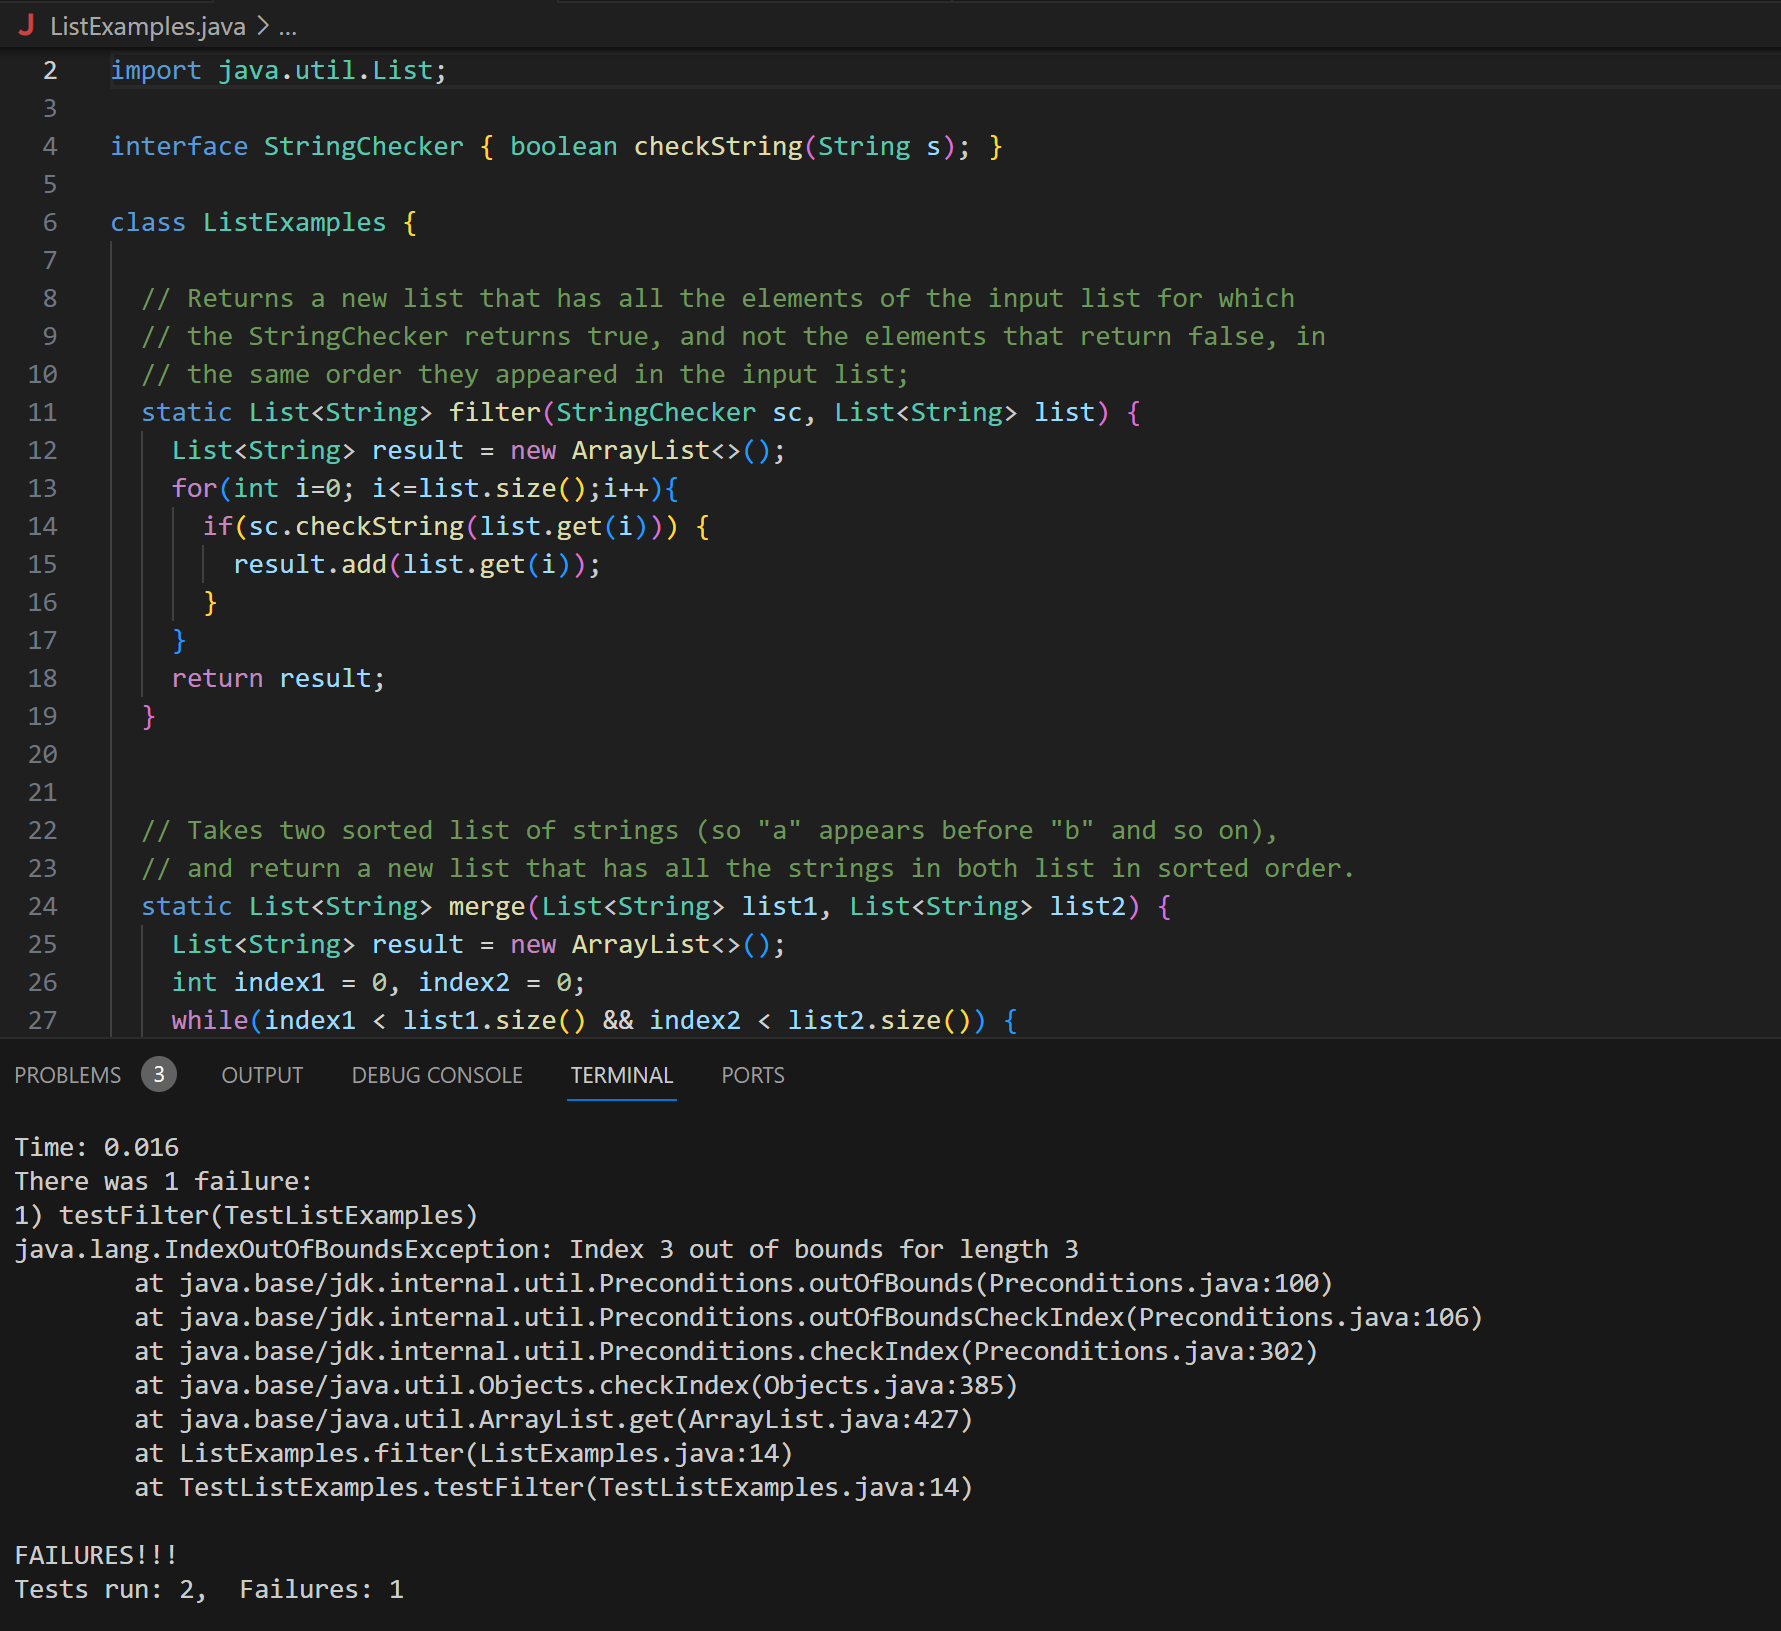 J ListExamples.java > ...
2 import java.util.List;
3
4 interface StringChecker { boolean checkString(String s); }
5
6 class ListExamples {
7
8   // Returns a new list that has all the elements of the input list for which
9   // the StringChecker returns true, and not the elements that return false, in
10   // the same order they appeared in the input list;
11   static List<String> filter(StringChecker sc, List<String> list) {
12     List<String> result = new ArrayList<>();
13     for(int i=0; i<=list.size();i++){
14       if(sc.checkString(list.get(i))) {
15         result.add(list.get(i));
16       }
17     }
18     return result;
19   }
20
21
22   // Takes two sorted list of strings (so "a" appears before "b" and so on),
23   // and return a new list that has all the strings in both list in sorted order.
24   static List<String> merge(List<String> list1, List<String> list2) {
25     List<String> result = new ArrayList<>();
26     int index1 = 0, index2 = 0;
27     while(index1 < list1.size() && index2 < list2.size()) {
PROBLEMS 3 OUTPUT DEBUG CONSOLE TERMINAL PORTS
Time: 0.016
There was 1 failure:
1) testFilter(TestListExamples)
java.lang.IndexOutOfBoundsException: Index 3 out of bounds for length 3
        at java.base/jdk.internal.util.Preconditions.outOfBounds(Preconditions.java:100)
        at java.base/jdk.internal.util.Preconditions.outOfBoundsCheckIndex(Preconditions.java:106)
        at java.base/jdk.internal.util.Preconditions.checkIndex(Preconditions.java:302)
        at java.base/java.util.Objects.checkIndex(Objects.java:385)
        at java.base/java.util.ArrayList.get(ArrayList.java:427)
        at ListExamples.filter(ListExamples.java:14)
        at TestListExamples.testFilter(TestListExamples.java:14)

FAILURES!!!
Tests run: 2,  Failures: 1